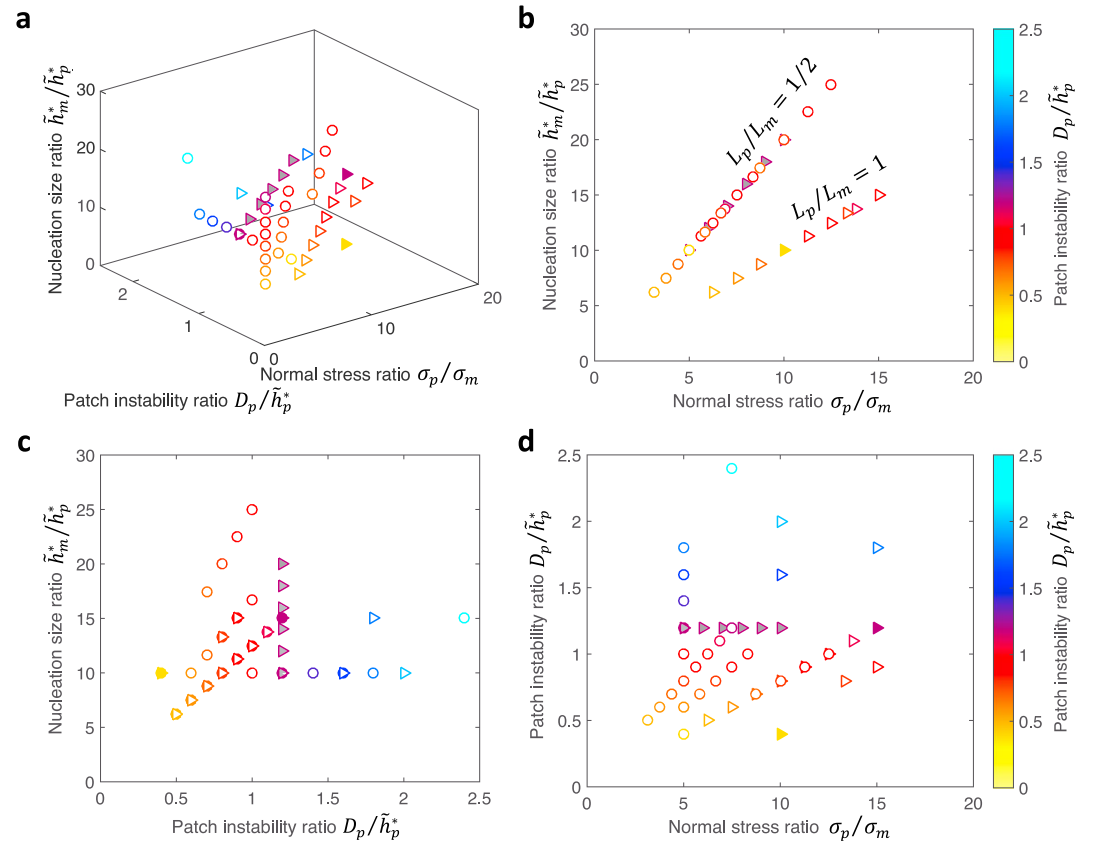 a
Nucleation size ratio h̃*m/h̃*p
30
20
10
0
2
1
0
0
10
20
Normal stress ratio σp/σm
Patch instability ratio Dp/h̃*p
b
Nucleation size ratio h̃*m/h̃*p
30
25
20
15
10
5
0
0 5 10 15 20
Lp/Lm = 1/2
Lp/Lm = 1
Normal stress ratio σp/σm
2.5
2
1.5
1
0.5
0
Patch instability ratio Dp/h̃*p
c
Nucleation size ratio h̃*m/h̃*p
30
25
20
15
10
5
0
0 0.5 1 1.5 2 2.5
Patch instability ratio Dp/h̃*p
d
Patch instability ratio Dp/h̃*p
2.5
2
1.5
1
0.5
0
0 5 10 15 20
Normal stress ratio σp/σm
2.5
2
1.5
1
0.5
0
Patch instability ratio Dp/h̃*p